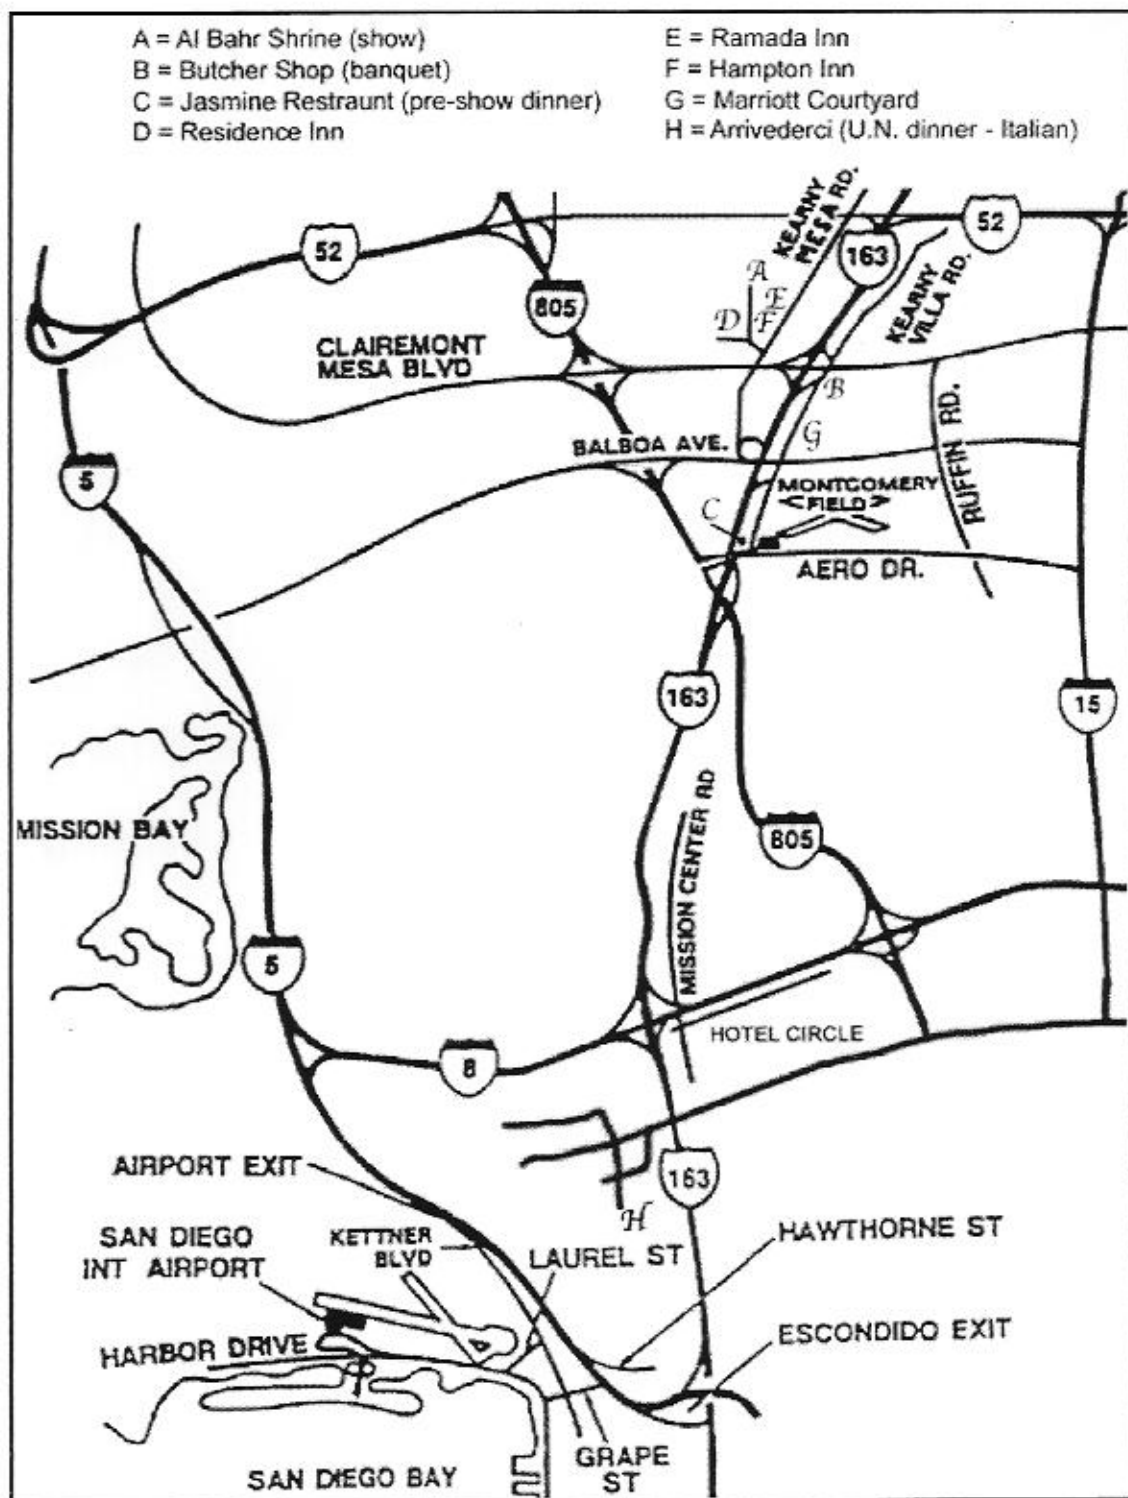 A = Al Bahr Shrine (show)
B = Butcher Shop (banquet)
C = Jasmine Restraunt (pre-show dinner)
D = Residence Inn
E = Ramada Inn
F = Hampton Inn
G = Marriott Courtyard
H = Arrivederci (U.N. dinner - Italian)
KEARNY
MESA RD.
52
52
163
A
KEARNY
VILLA RD.
805
E
D
F
CLAIREMONT
MESA BLVD
B
RUFFIN RD.
G
BALBOA AVE.
5
MONTGOMERY
FIELD
C
AERO DR.
163
15
MISSION CENTER RD
MISSION BAY
805
5
HOTEL CIRCLE
8
AIRPORT EXIT
163
H
SAN DIEGO
INT AIRPORT
KETTNER
BLVD
LAUREL ST
HAWTHORNE ST
HARBOR DRIVE
ESCONDIDO EXIT
GRAPE
ST
SAN DIEGO BAY